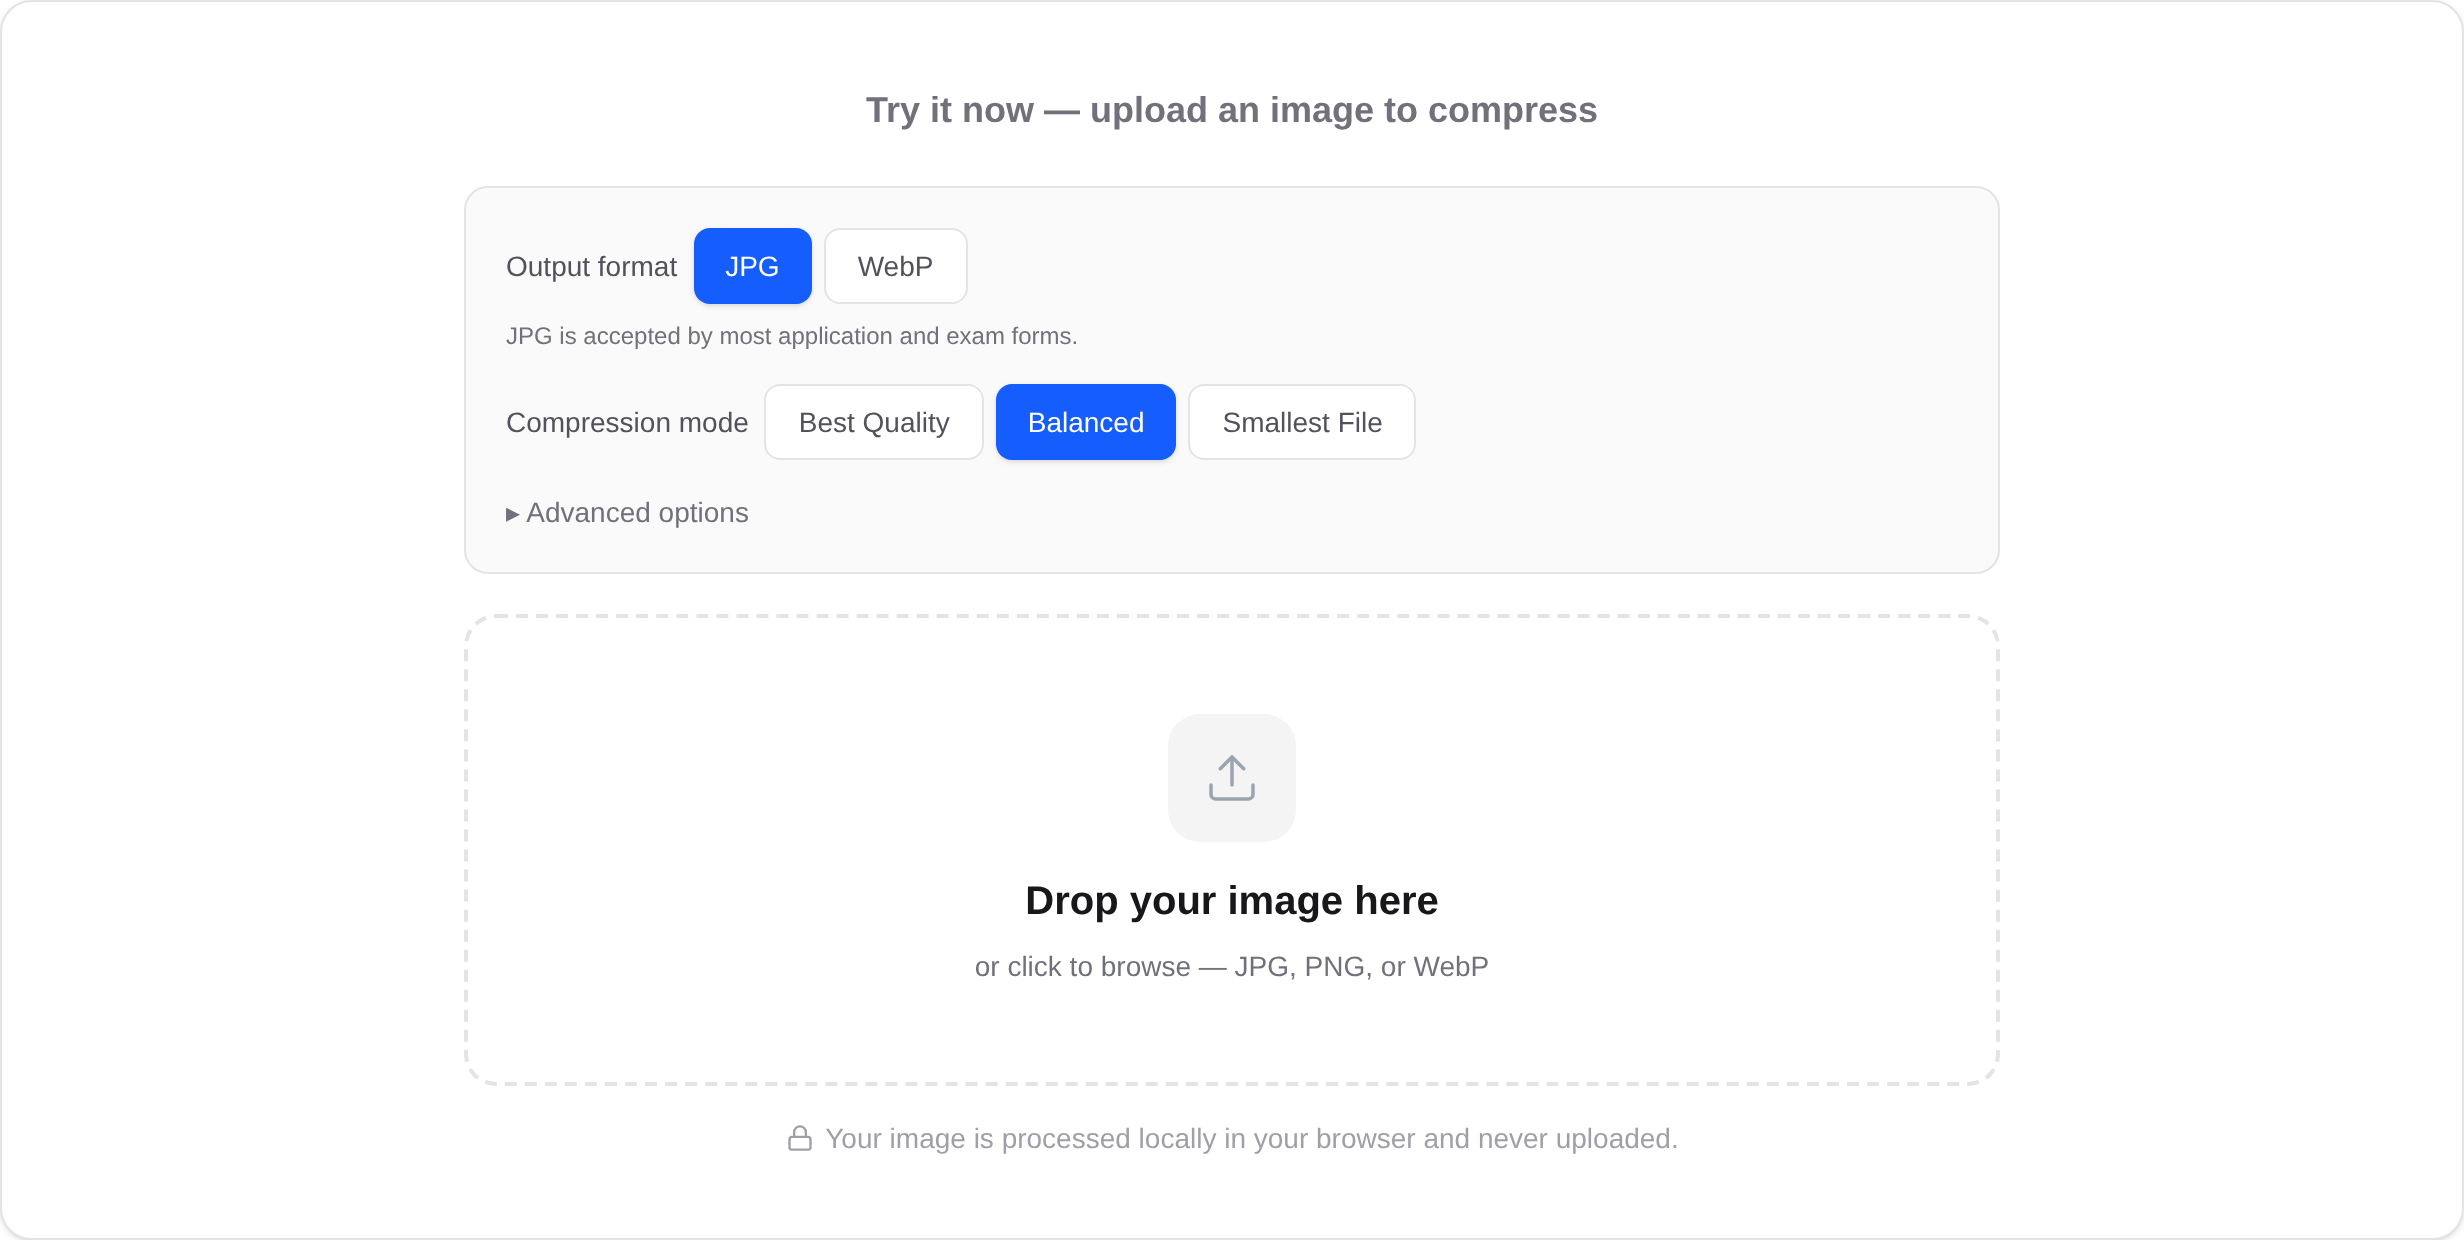 Try it now — upload an image to compress
Output format JPG WebP
JPG is accepted by most application and exam forms.
Compression mode Best Quality Balanced Smallest File
▸ Advanced options
Drop your image here
or click to browse — JPG, PNG, or WebP
Your image is processed locally in your browser and never uploaded.